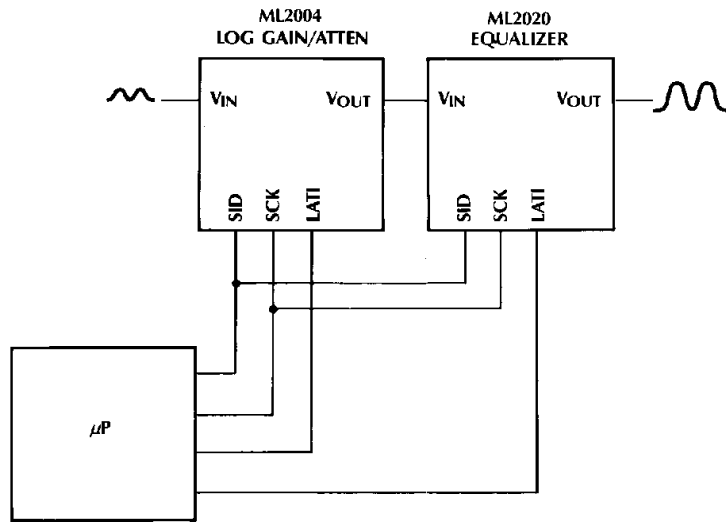 ML2004
LOG GAIN/ATTEN
ML2020
EQUALIZER
VIN
VOUT
VIN
VOUT
SID
SCK
LATI
SID
SCK
LATI
μP